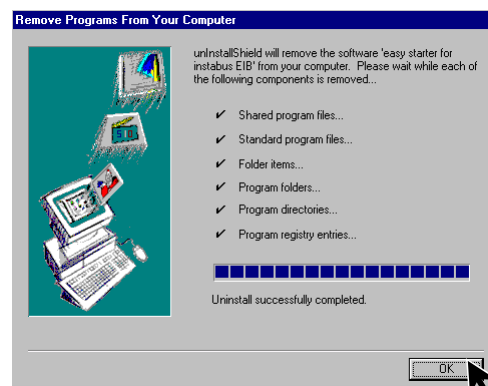 Remove Programs From Your Computer
unInstallShield will remove the software 'easy starter for
instabus EIB' from your computer. Please wait while each of
the following components is removed...
✔ Shared program files...
✔ Standard program files...
✔ Folder items...
✔ Program folders...
✔ Program directories...
✔ Program registry entries...
Uninstall successfully completed.
OK